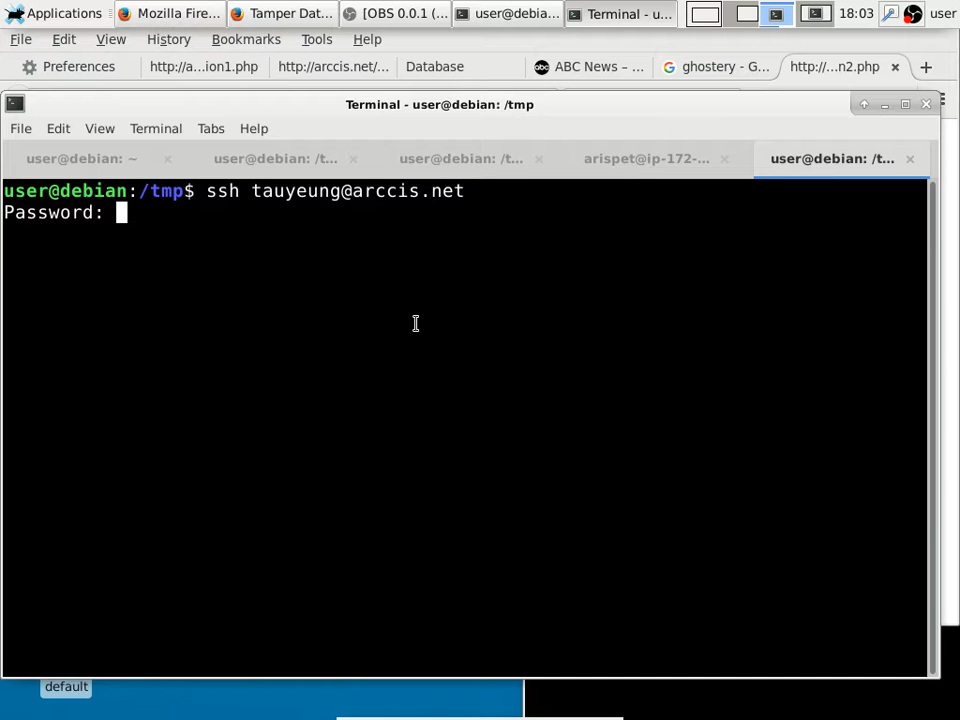 Applications Mozilla Fire... Tamper Dat... [OBS 0.0.1 (... user@debia... Terminal - u... 18:03 user
File Edit View History Bookmarks Tools Help
Preferences http://a...ion1.php http://arccis.net/... Database abc ABC News – ... G ghostery - G... http://...n2.php
Terminal - user@debian: /tmp
File Edit View Terminal Tabs Help
user@debian: ~ user@debian: /t... user@debian: /t... arispet@ip-172-... user@debian: /t...
user@debian:/tmp$ ssh tauyeung@arccis.net
Password:
default